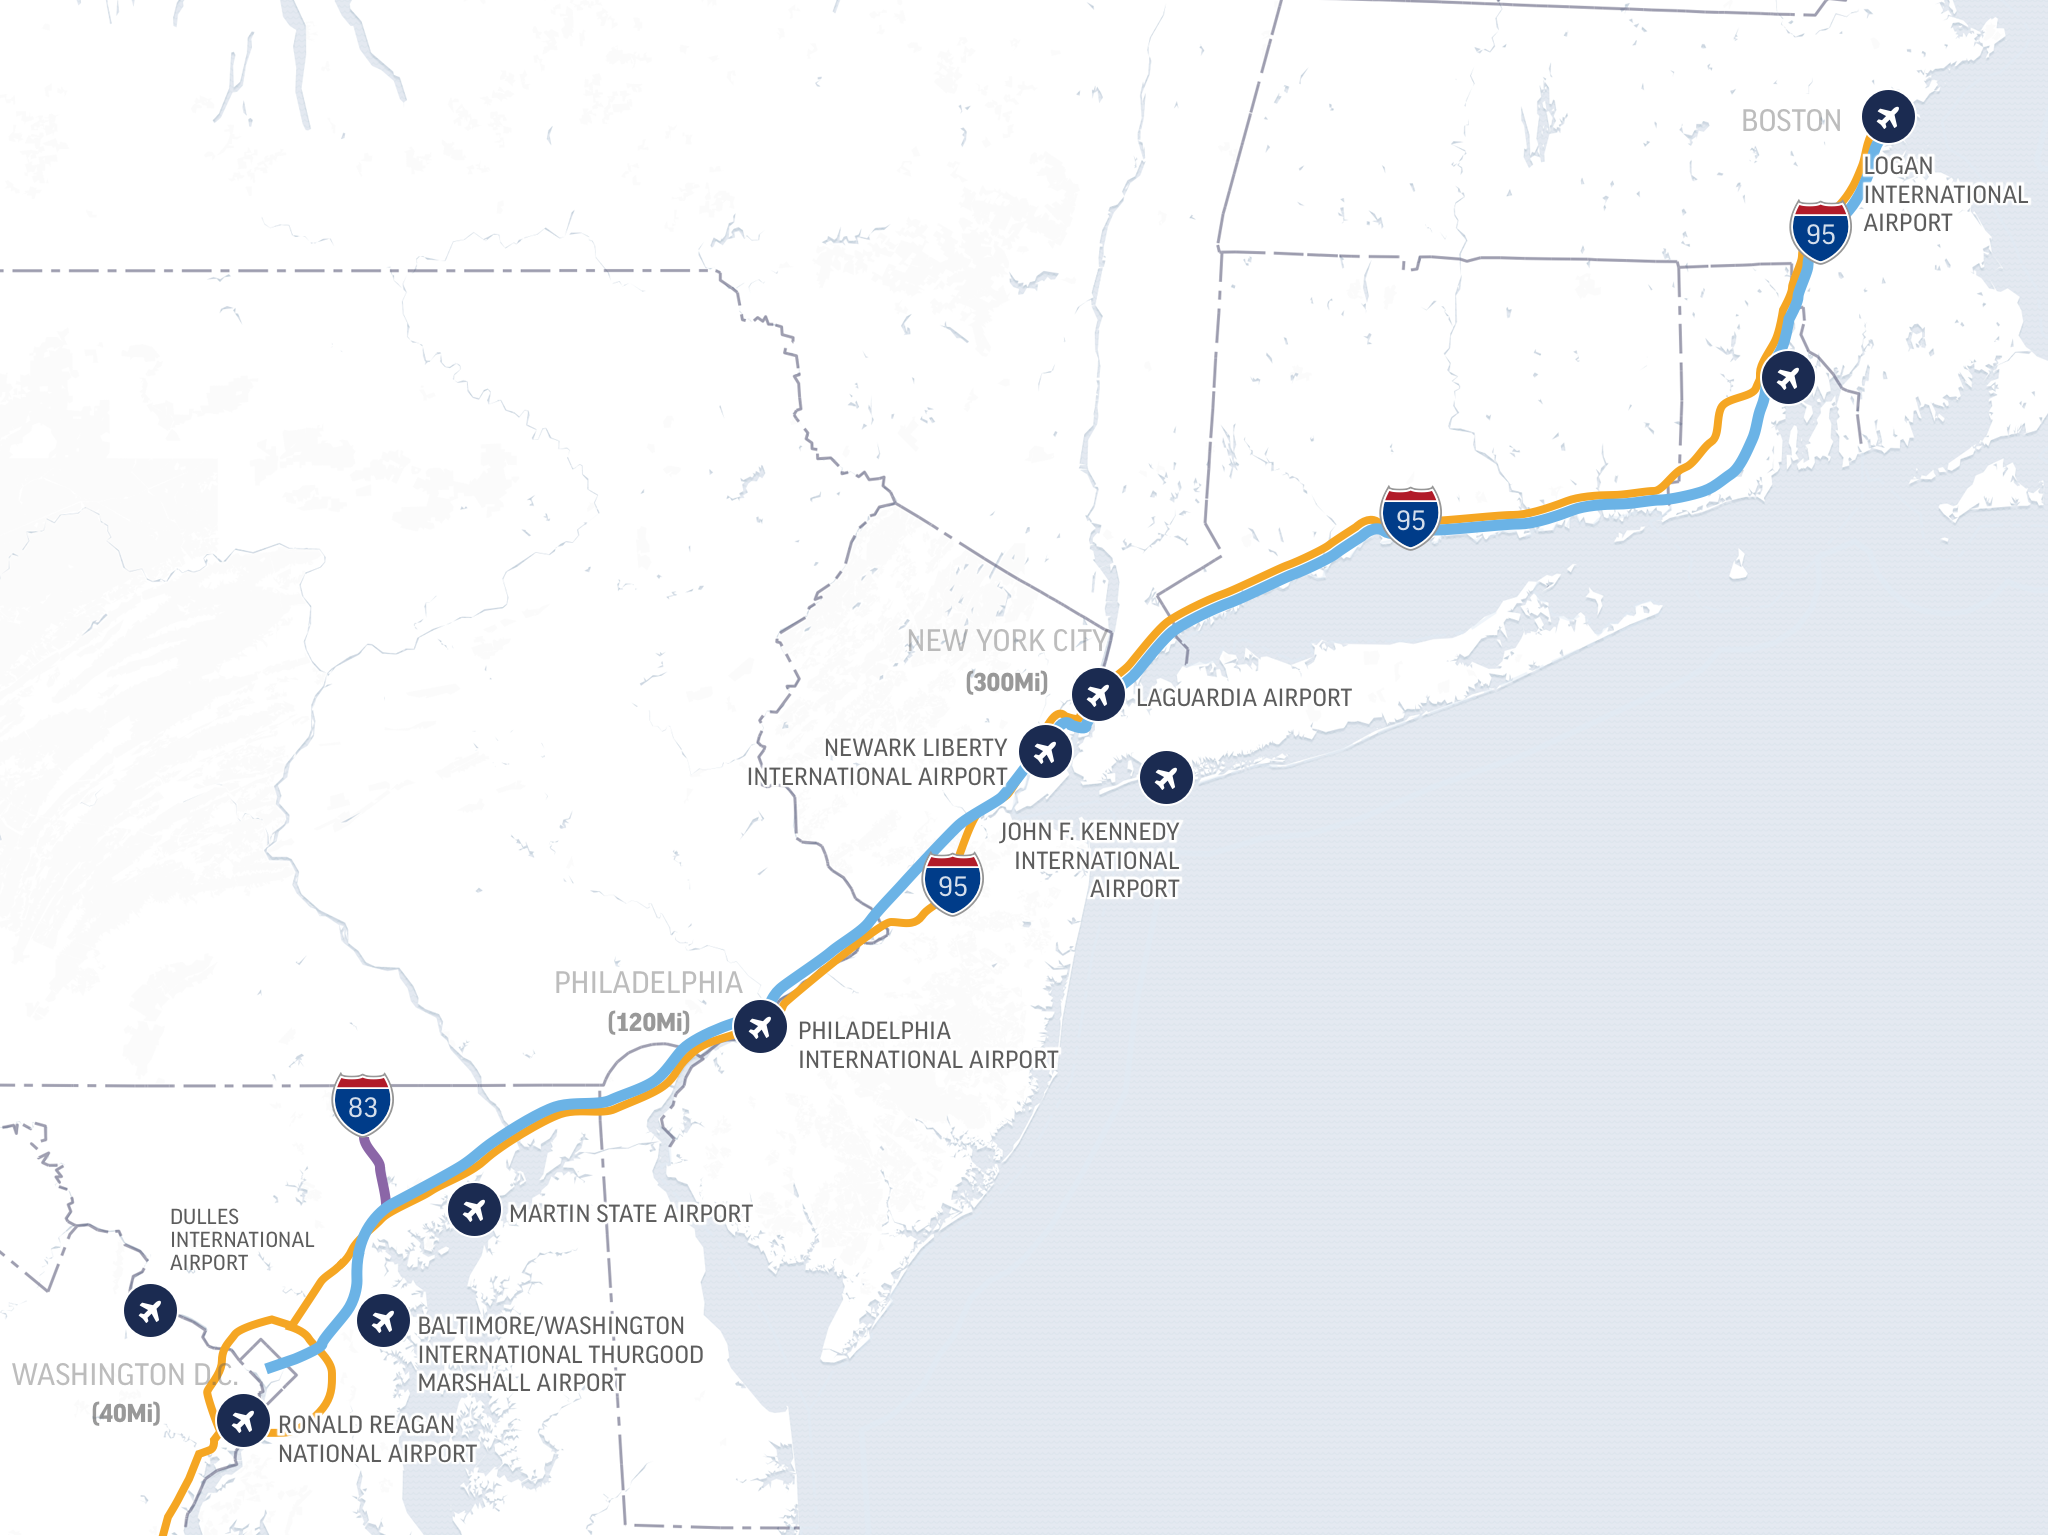 BOSTON
LOGAN
INTERNATIONAL
AIRPORT
95
95
NEW YORK CITY
(300Mi)
LAGUARDIA AIRPORT
NEWARK LIBERTY
INTERNATIONAL AIRPORT
JOHN F. KENNEDY
INTERNATIONAL
AIRPORT
95
PHILADELPHIA
(120Mi)
PHILADELPHIA
INTERNATIONAL AIRPORT
83
MARTIN STATE AIRPORT
DULLES
INTERNATIONAL
AIRPORT
BALTIMORE/WASHINGTON
INTERNATIONAL THURGOOD
MARSHALL AIRPORT
WASHINGTON D.C.
(40Mi)
RONALD REAGAN
NATIONAL AIRPORT